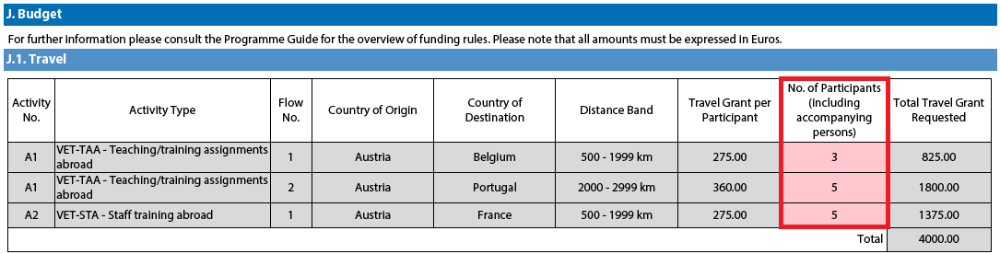 J. Budget
For further information please consult the Programme Guide for the overview of funding rules. Please note that all amounts must be expressed in Euros.
J.1. Travel
Activity No. Activity Type Flow No. Country of Origin Country of Destination Distance Band Travel Grant per Participant No. of Participants (including accompanying persons) Total Travel Grant Requested
A1 VET-TAA - Teaching/training assignments abroad 1 Austria Belgium 500 - 1999 km 275.00 3 825.00
A1 VET-TAA - Teaching/training assignments abroad 2 Austria Portugal 2000 - 2999 km 360.00 5 1800.00
A2 VET-STA - Staff training abroad 1 Austria France 500 - 1999 km 275.00 5 1375.00
Total 4000.00